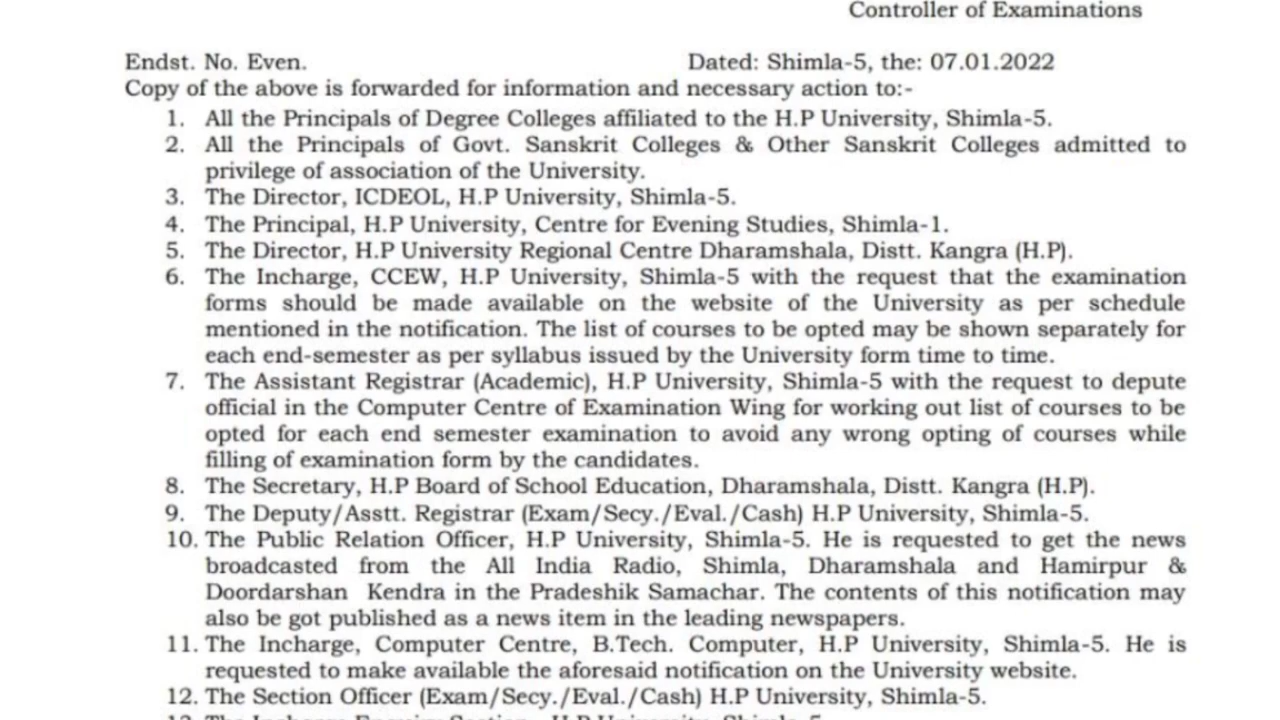 Controller of Examinations
Endst. No. Even. Dated: Shimla-5, the: 07.01.2022
Copy of the above is forwarded for information and necessary action to:-
1. All the Principals of Degree Colleges affiliated to the H.P University, Shimla-5.
2. All the Principals of Govt. Sanskrit Colleges & Other Sanskrit Colleges admitted to
privilege of association of the University.
3. The Director, ICDEOL, H.P University, Shimla-5.
4. The Principal, H.P University, Centre for Evening Studies, Shimla-1.
5. The Director, H.P University Regional Centre Dharamshala, Distt. Kangra (H.P).
6. The Incharge, CCEW, H.P University, Shimla-5 with the request that the examination
forms should be made available on the website of the University as per schedule
mentioned in the notification. The list of courses to be opted may be shown separately for
each end-semester as per syllabus issued by the University form time to time.
7. The Assistant Registrar (Academic), H.P University, Shimla-5 with the request to depute
official in the Computer Centre of Examination Wing for working out list of courses to be
opted for each end semester examination to avoid any wrong opting of courses while
filling of examination form by the candidates.
8. The Secretary, H.P Board of School Education, Dharamshala, Distt. Kangra (H.P).
9. The Deputy/Asstt. Registrar (Exam/Secy./Eval./Cash) H.P University, Shimla-5.
10. The Public Relation Officer, H.P University, Shimla-5. He is requested to get the news
broadcasted from the All India Radio, Shimla, Dharamshala and Hamirpur &
Doordarshan Kendra in the Pradeshik Samachar. The contents of this notification may
also be got published as a news item in the leading newspapers.
11. The Incharge, Computer Centre, B.Tech. Computer, H.P University, Shimla-5. He is
requested to make available the aforesaid notification on the University website.
12. The Section Officer (Exam/Secy./Eval./Cash) H.P University, Shimla-5.